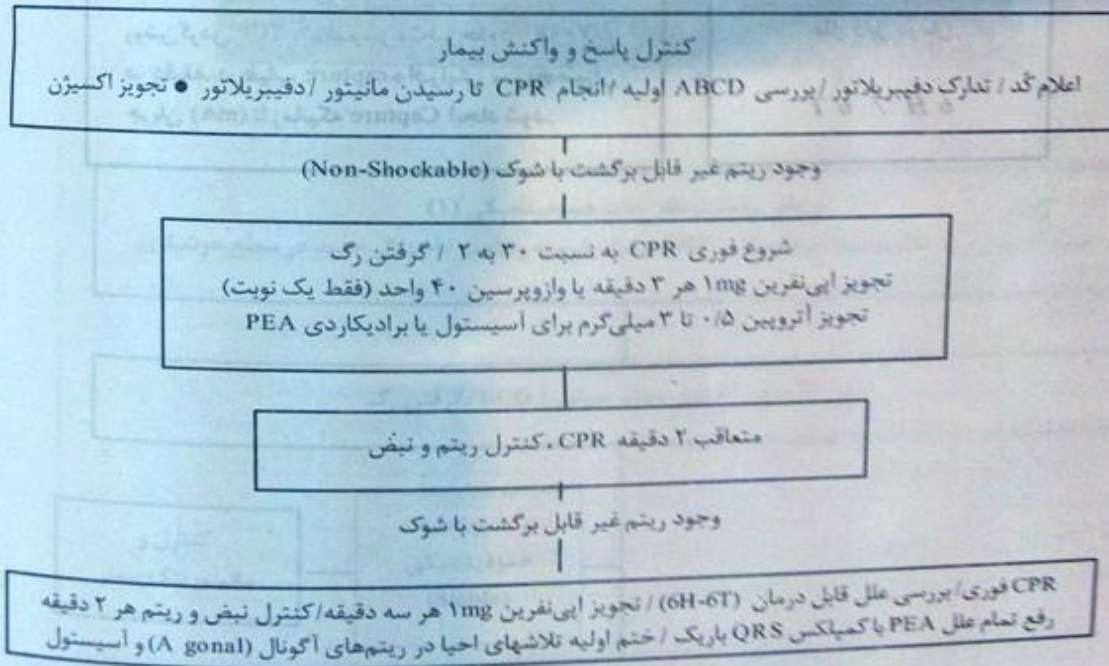 کنترل پاسخ و واکنش بیمار
اعلام کُد / تدارک دفیبریلاتور / بررسی ABCD اولیه / انجام CPR تا رسیدن مانیتور / دفیبریلاتور ● تجویز اکسیژن
وجود ریتم غیر قابل برگشت با شوک (Non-Shockable)
شروع فوری CPR به نسبت ۳۰ به ۲ / گرفتن رگ
تجویز اپی‌نفرین ۱mg هر ۳ دقیقه یا وازوپرسین ۴۰ واحد (فقط یک نوبت)
تجویز آتروپین ۰/۵ تا ۳ میلی‌گرم برای آسیستول یا برادیکاردی PEA
متعاقب ۲ دقیقه CPR، کنترل ریتم و نبض
وجود ریتم غیر قابل برگشت با شوک
CPR فوری/ بررسی علل قابل درمان (6H-6T) / تجویز اپی‌نفرین ۱mg هر سه دقیقه/ کنترل نبض و ریتم هر ۲ دقیقه
رفع تمام علل PEA با کمپلکس QRS باریک / ختم اولیه تلاشهای احیا در ریتم‌های آگونال (A gonal) و آسیستول